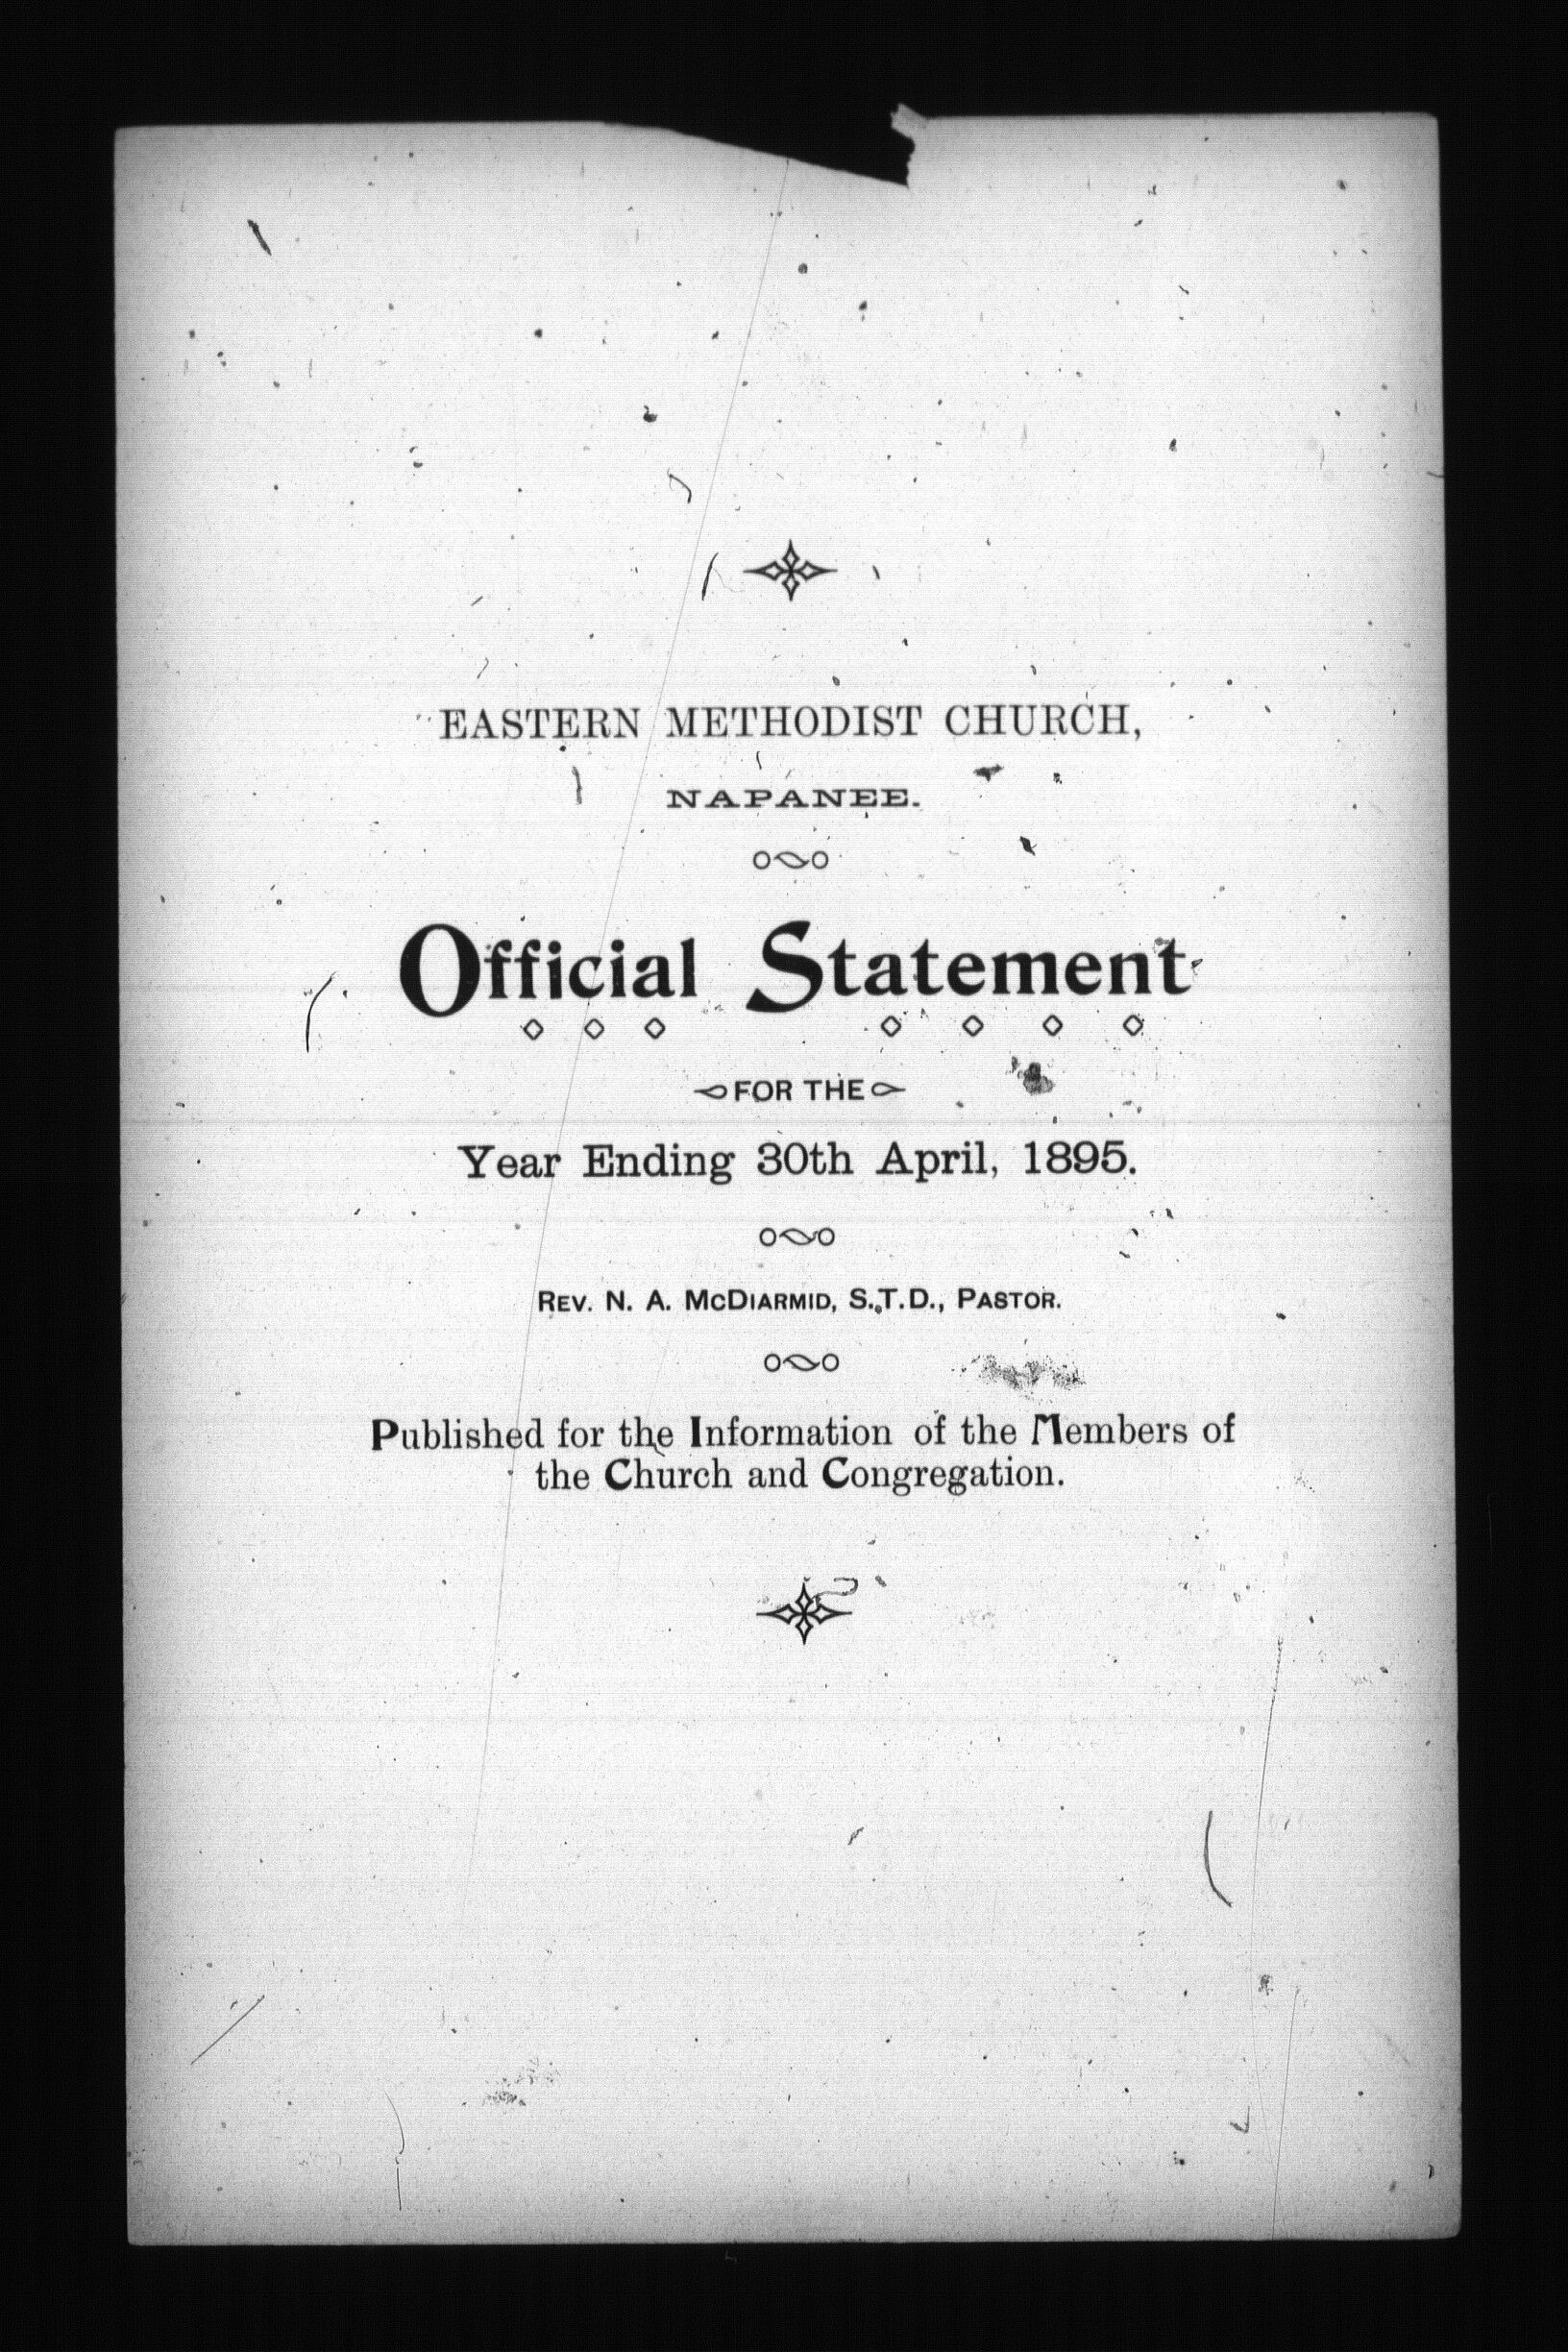 EASTERN METHODIST CHURCH,
NAPANEE.
Official Statement
FOR THE
Year Ending 30th April, 1895.
REV. N. A. MCDIARMID, S.T.D., PASTOR.
Published for the Information of the Members of
the Church and Congregation.